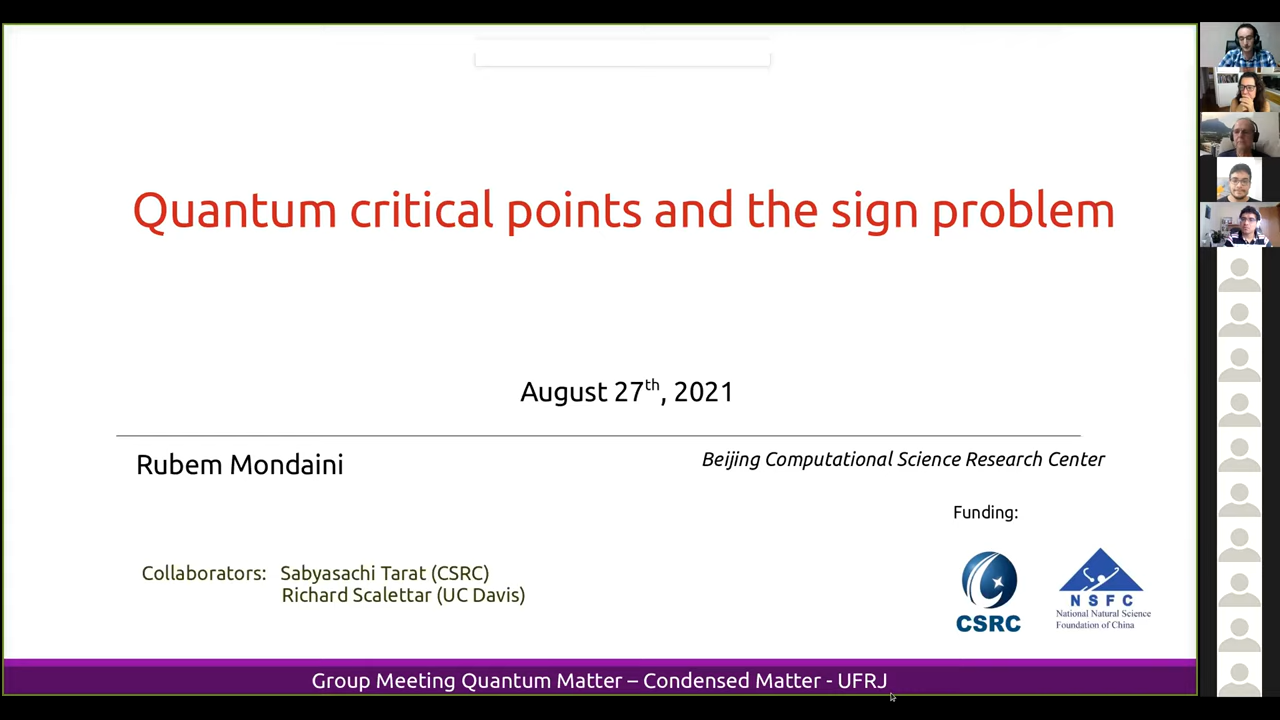 Quantum critical points and the sign problem
August 27th, 2021
Rubem Mondaini
Beijing Computational Science Research Center
Funding:
Collaborators: Sabyasachi Tarat (CSRC)
Richard Scalettar (UC Davis)
CSRC
NSFC
National Natural Science
Foundation of China
Group Meeting Quantum Matter – Condensed Matter - UFRJ